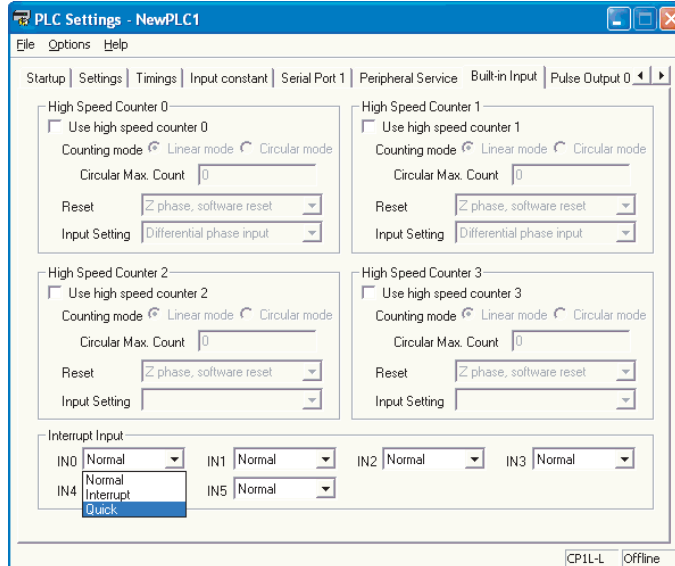 PLC Settings - NewPLC1
File Options Help
Startup Settings Timings Input constant Serial Port 1 Peripheral Service Built-in Input Pulse Output 0
High Speed Counter 0
Use high speed counter 0
Counting mode Linear mode Circular mode
Circular Max. Count 0
Reset Z phase, software reset
Input Setting Differential phase input
High Speed Counter 1
Use high speed counter 1
Counting mode Linear mode Circular mode
Circular Max. Count 0
Reset Z phase, software reset
Input Setting Differential phase input
High Speed Counter 2
Use high speed counter 2
Counting mode Linear mode Circular mode
Circular Max. Count 0
Reset Z phase, software reset
Input Setting
High Speed Counter 3
Use high speed counter 3
Counting mode Linear mode Circular mode
Circular Max. Count 0
Reset Z phase, software reset
Input Setting
Interrupt Input
IN0 Normal IN1 Normal IN2 Normal IN3 Normal
Normal
Interrupt
Quick
IN4 IN5 Normal
CP1L-L Offline